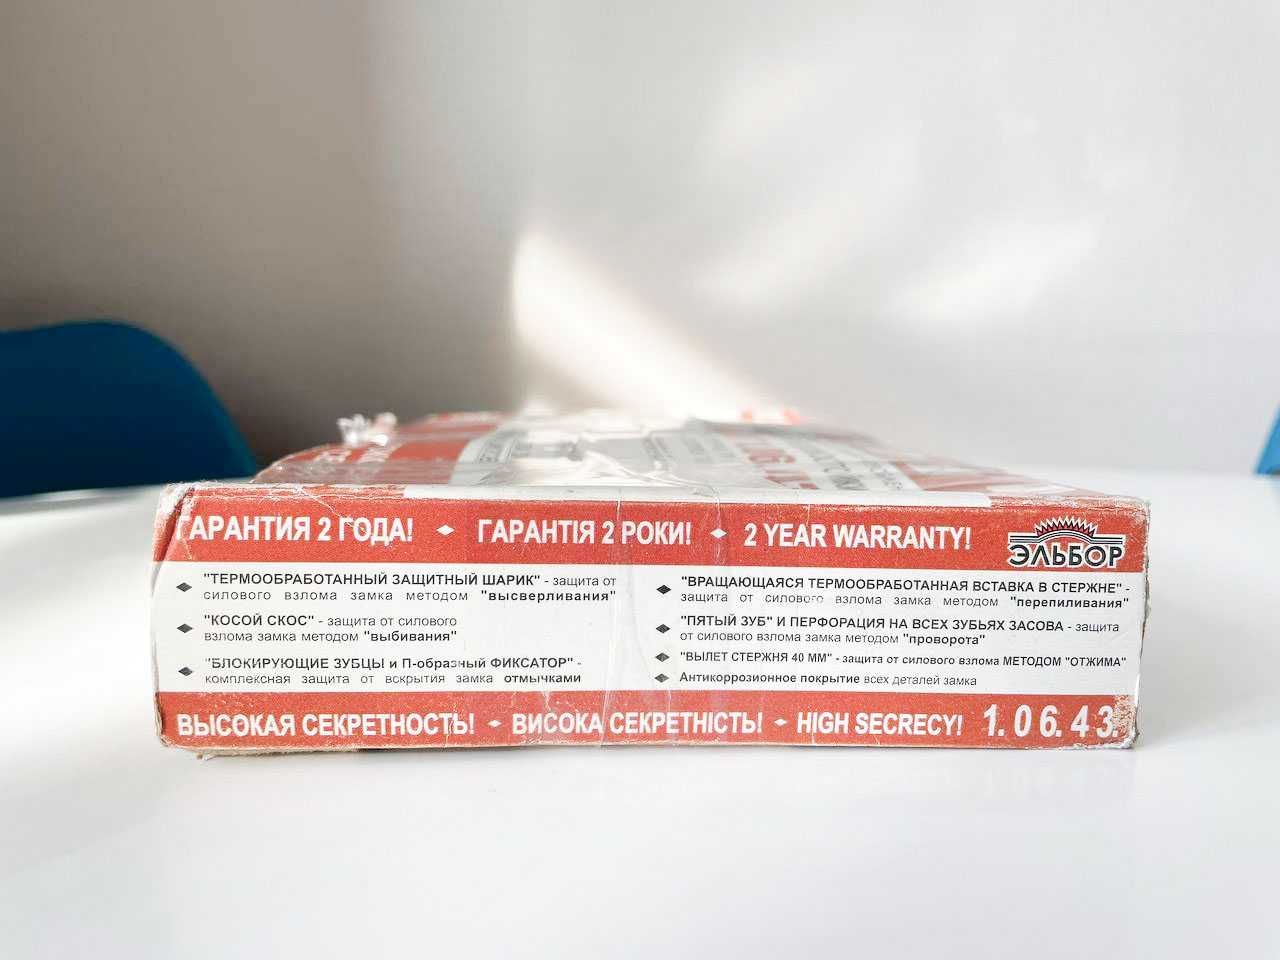 ГАРАНТИЯ 2 ГОДА! ГАРАНТІЯ 2 РОКИ! 2 YEAR WARRANTY! ЭЛЬБОР
"ТЕРМООБРАБОТАННЫЙ ЗАЩИТНЫЙ ШАРИК" - защита от
силового взлома замка методом "высверливания"
"КОСОЙ СКОС" - защита от силового
взлома замка методом "выбивания"
"БЛОКИРУЮЩИЕ ЗУБЦЫ и П-образный ФИКСАТОР" -
комплексная защита от вскрытия замка отмычками
"ВРАЩАЮЩАЯСЯ ТЕРМООБРАБОТАННАЯ ВСТАВКА В СТЕРЖНЕ" -
защита от силового взлома замка методом "перепиливания"
"ПЯТЫЙ ЗУБ" И ПЕРФОРАЦИЯ НА ВСЕХ ЗУБЬЯХ ЗАСОВА - защита
от силового взлома замка методом "проворота"
"ВЫЛЕТ СТЕРЖНЯ 40 ММ" - защита от силового взлома МЕТОДОМ "ОТЖИМА"
Антикоррозионное покрытие всех деталей замка
ВЫСОКАЯ СЕКРЕТНОСТЬ! ВИСОКА СЕКРЕТНІСТЬ! HIGH SECRECY! 1.06.43.